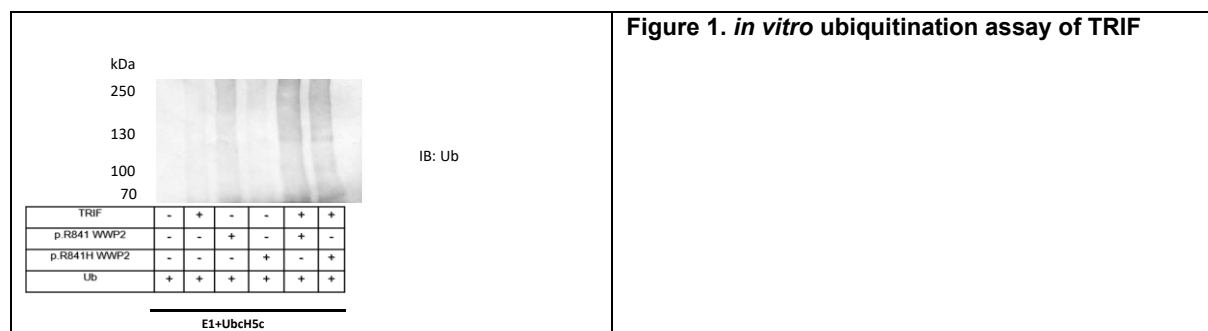 Figure 1. in vitro ubiquitination assay of TRIF
kDa
250
130
100
70
IB: Ub
TRIF - + - - + +
p.R841 WWP2 - - + - + -
p.R841H WWP2 - - - + - +
Ub + + + + + +
E1+UbcH5c